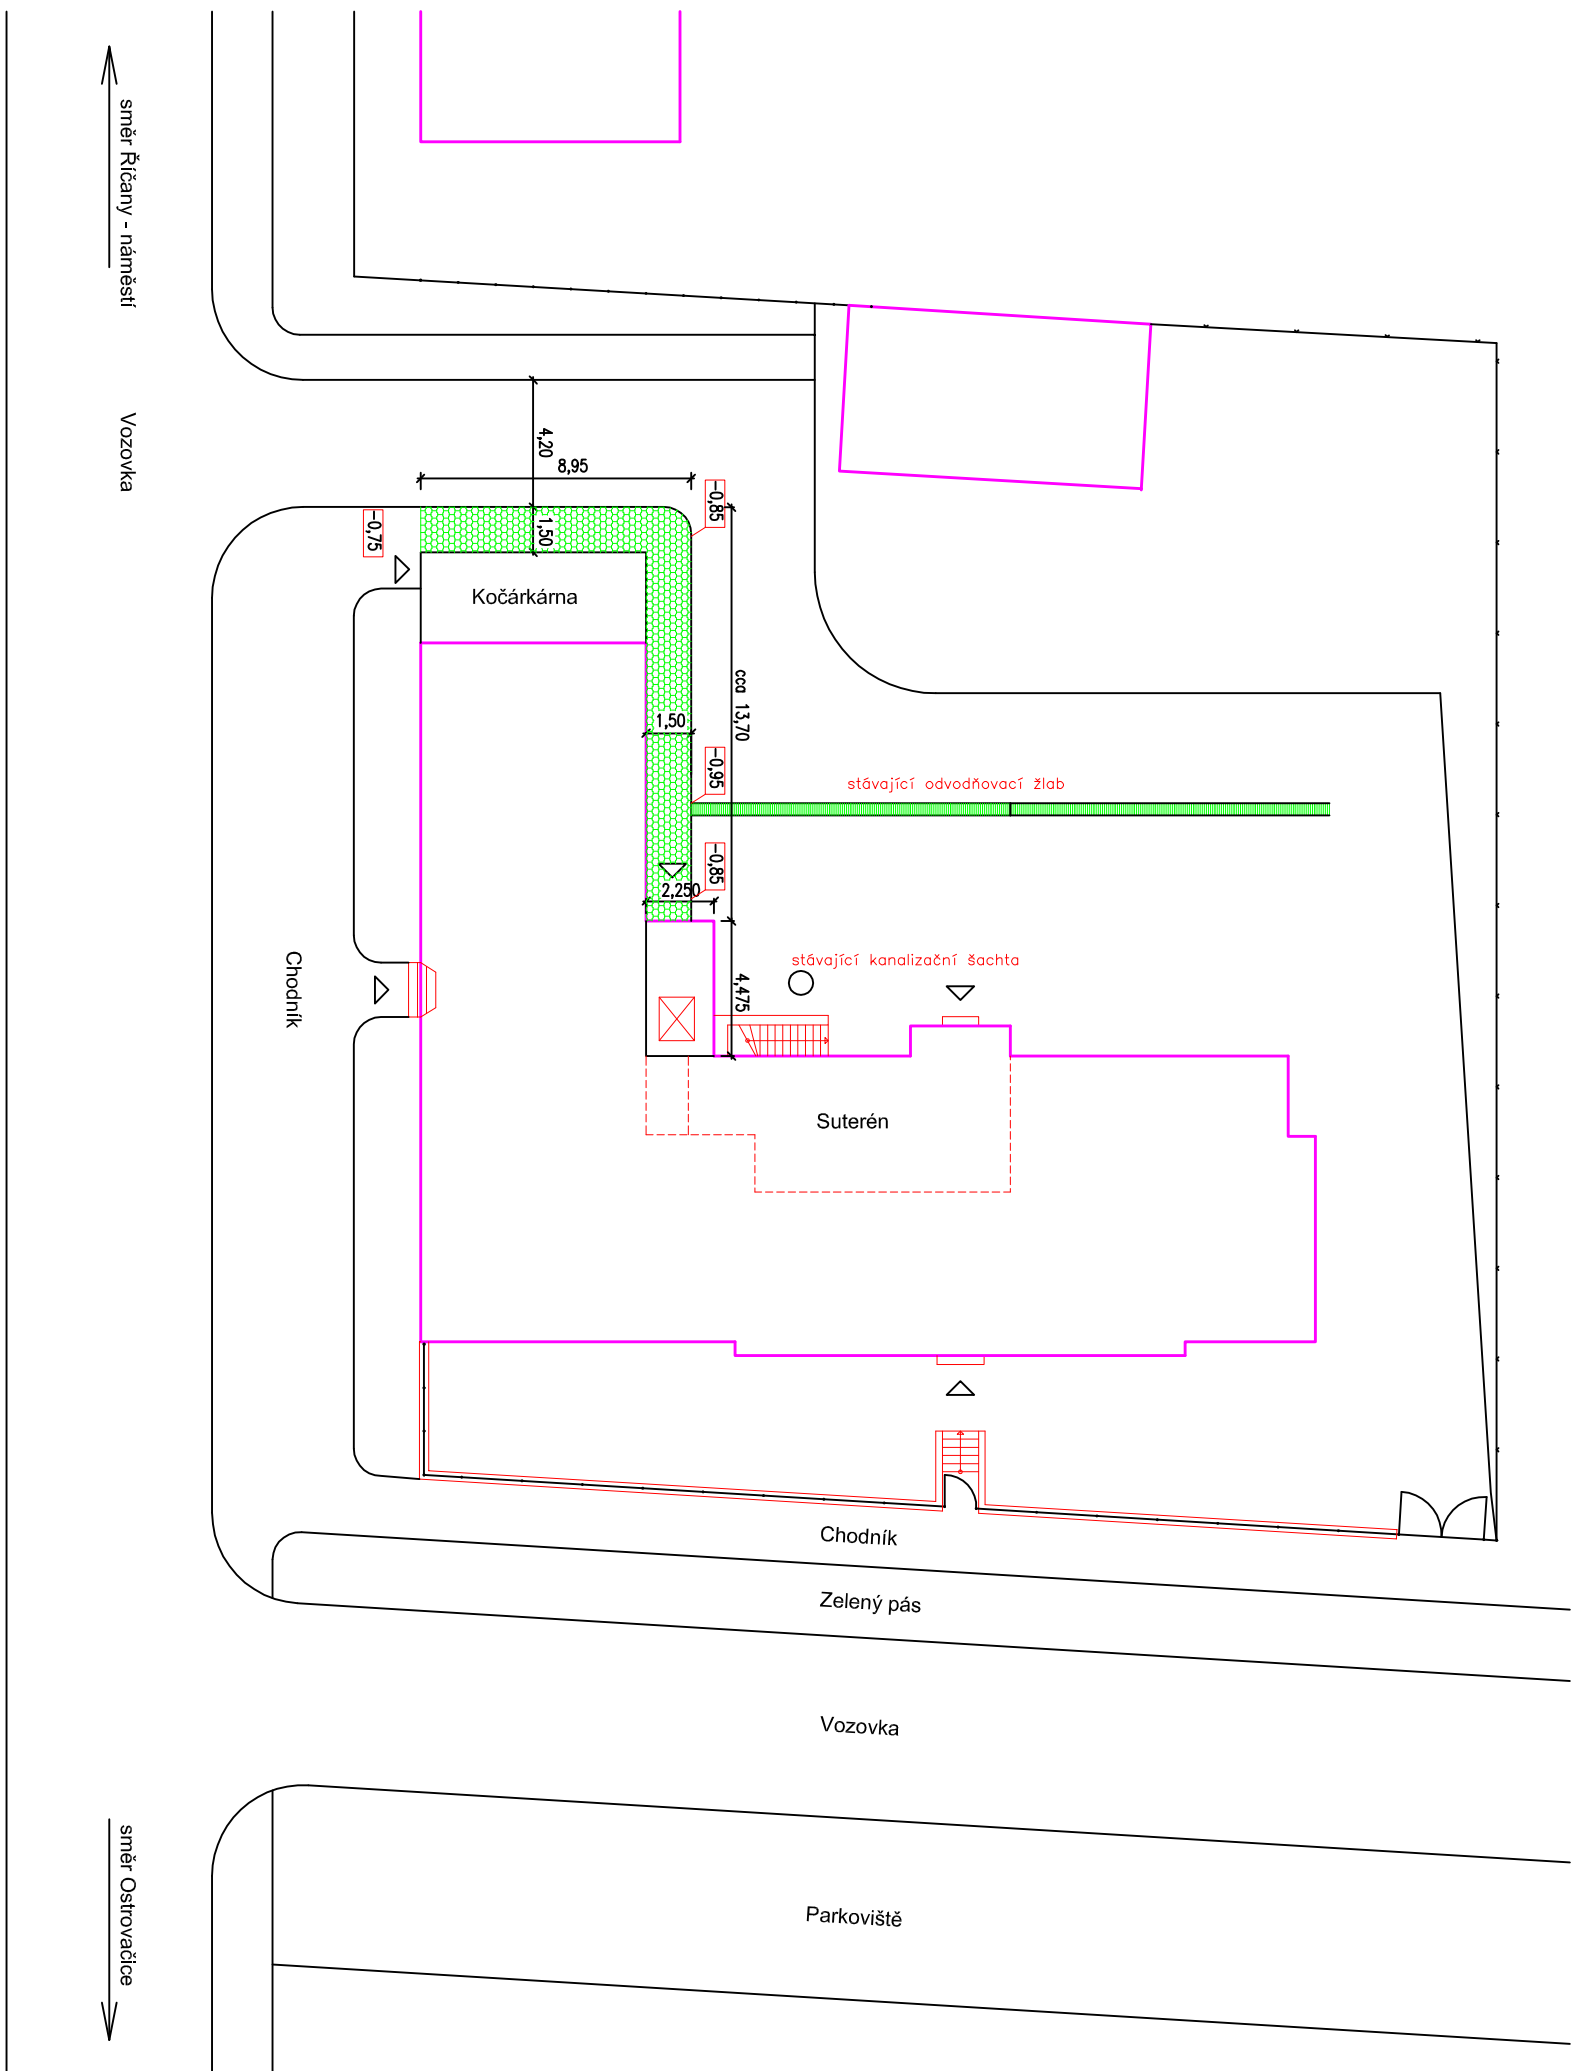 směr Říčany - náměstí
Vozovka
4,20
8,95
-0,85
-0,75
1,50
Kočárkárna
cca 13,70
1,50
-0,95
stávající odvodňovací žlab
-0,85
2,250
Chodník
4,475
stávající kanalizační šachta
Suterén
Chodník
Zelený pás
Vozovka
směr Ostrovačice
Parkoviště